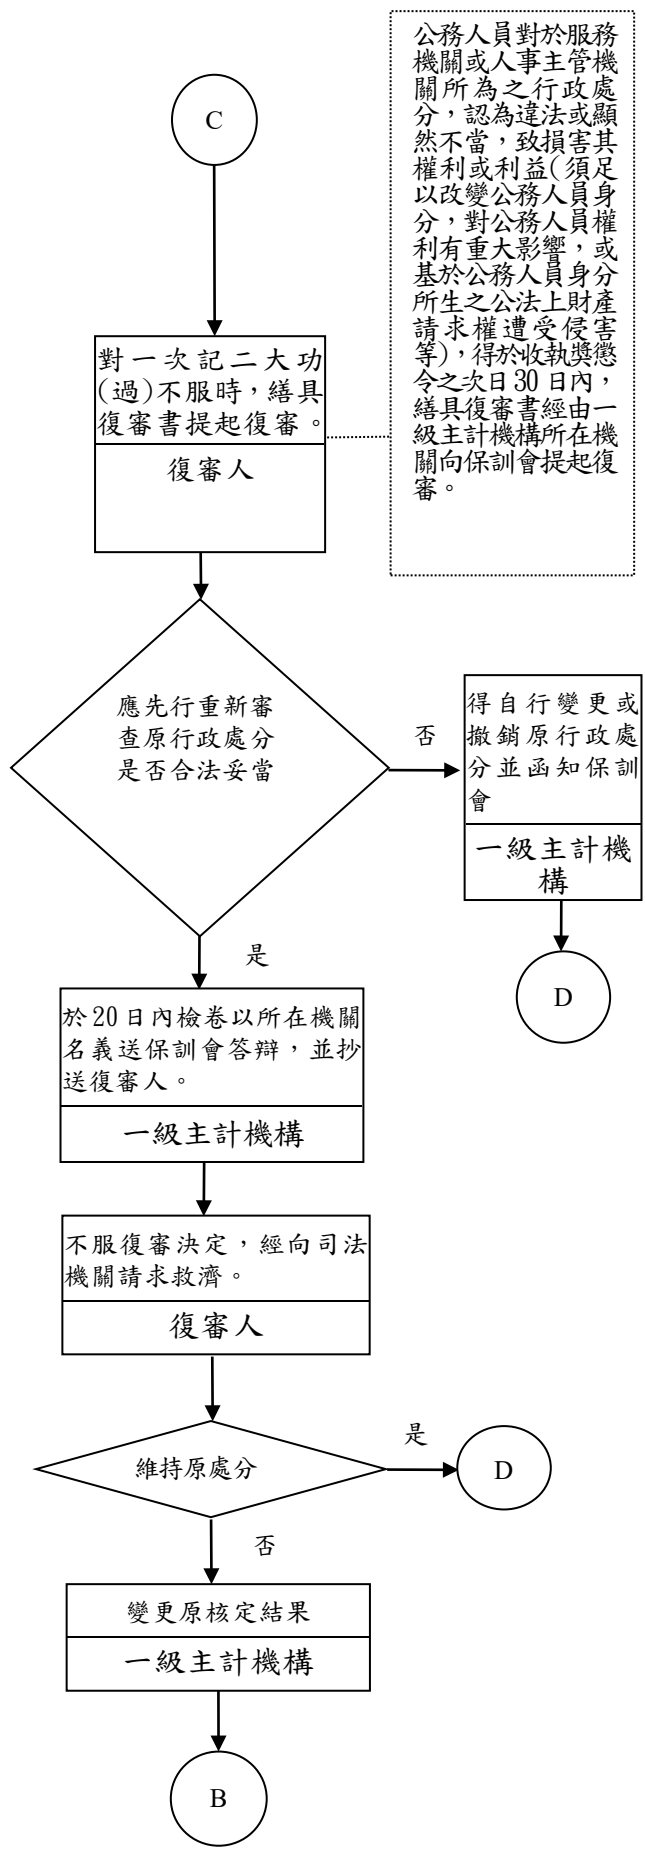 公務人員對於服務
機關或人事主管機
關所為之行政處
分，認為違法或顯
然不當，致損害其
權利或利益(須足
以改變公務人員身
分，對公務人員權
利有重大影響，或
基於公務人員身分
所生之公法上財產
請求權遭受侵害
等)，得於收執獎懲
令之次日30日內，
繕具復審書經由一
級主計機構所在機
關向保訓會提起復
審。
C
對一次記二大功
(過)不服時，繕具
復審書提起復審。
復審人
應先行重新審
查原行政處分
是否合法妥當
否
得自行變更或
撤銷原行政處
分並函知保訓
會
一級主計機
構
D
是
於20日內檢卷以所在機關
名義送保訓會答辯，並抄
送復審人。
一級主計機構
不服復審決定，經向司法
機關請求救濟。
復審人
維持原處分
是
D
否
變更原核定結果
一級主計機構
B